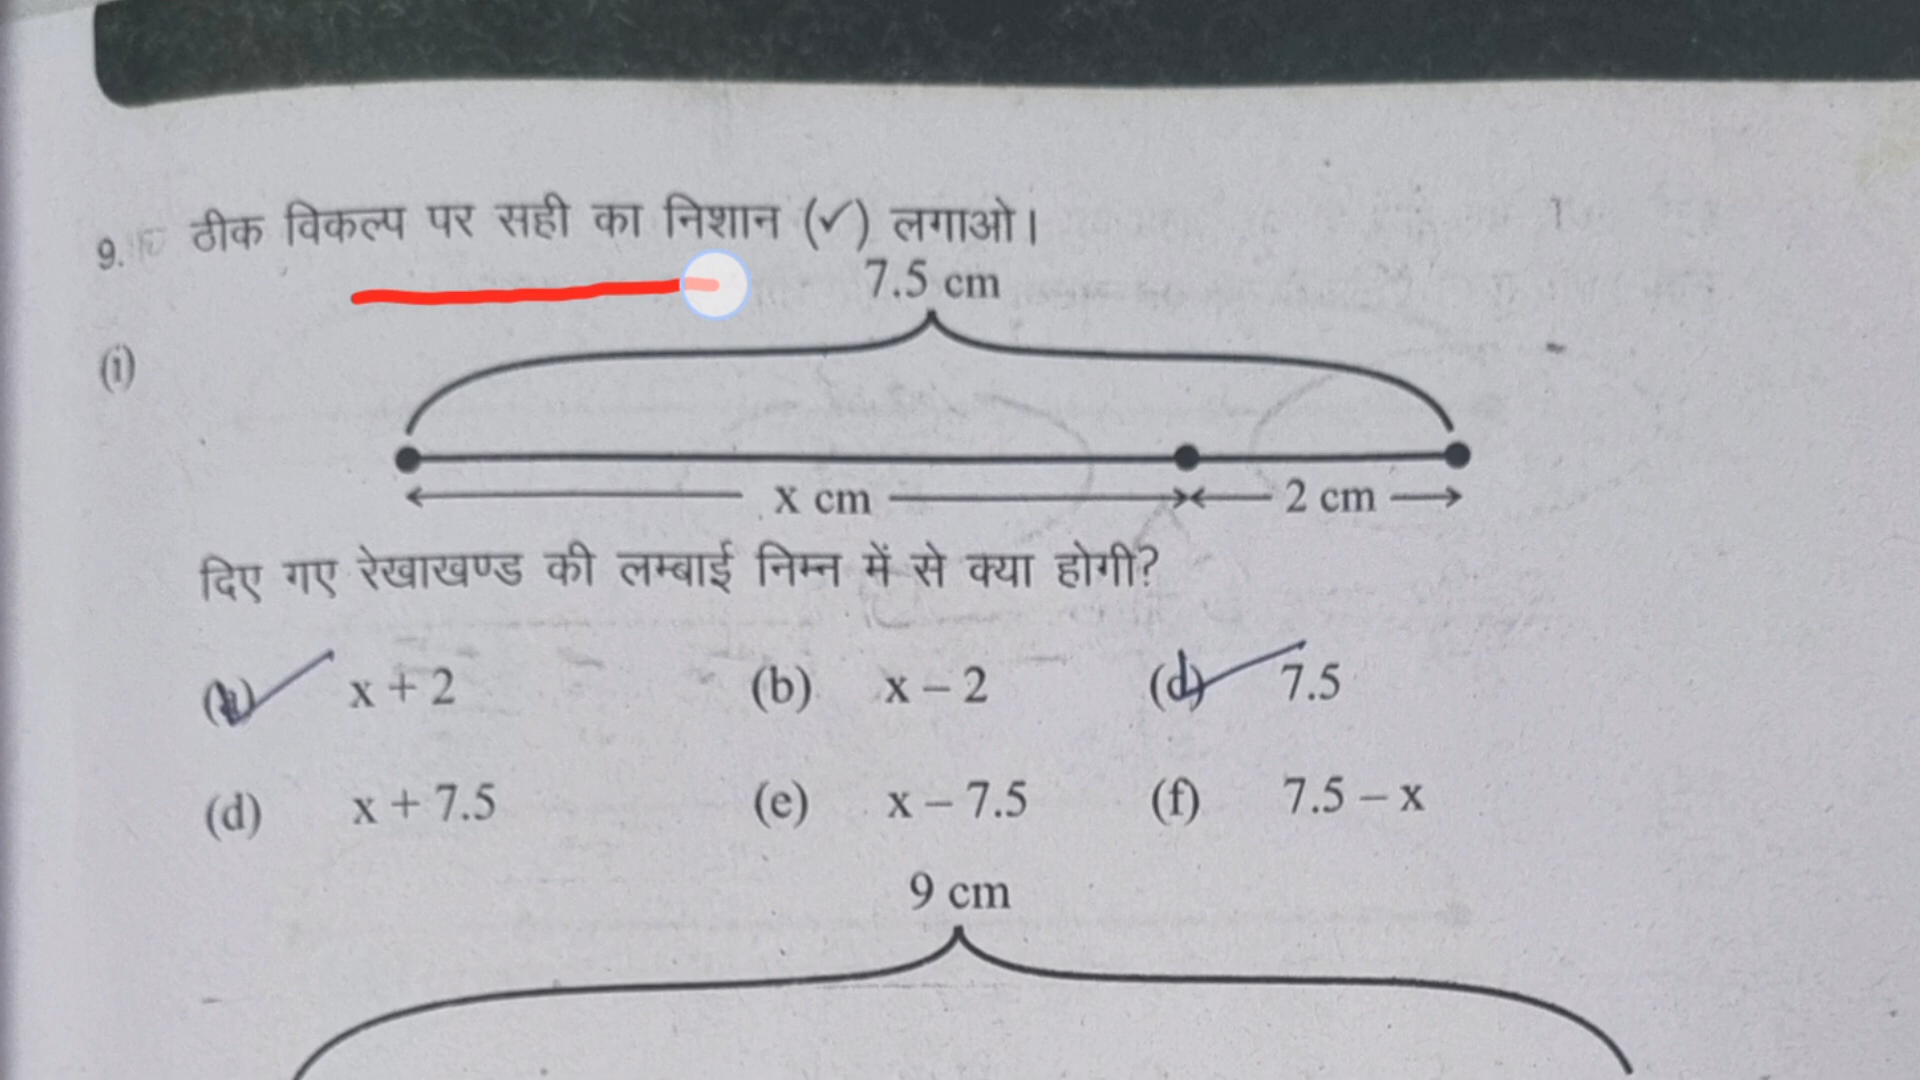 9. ठीक विकल्प पर सही का निशान (✓) लगाओ।
7.5 cm
(i)
x cm 2 cm
दिए गए रेखाखण्ड की लम्बाई निम्न में से क्या होगी?
x + 2 (b) x – 2 (d) 7.5
(d) x + 7.5 (e) x – 7.5 (f) 7.5 – x
9 cm